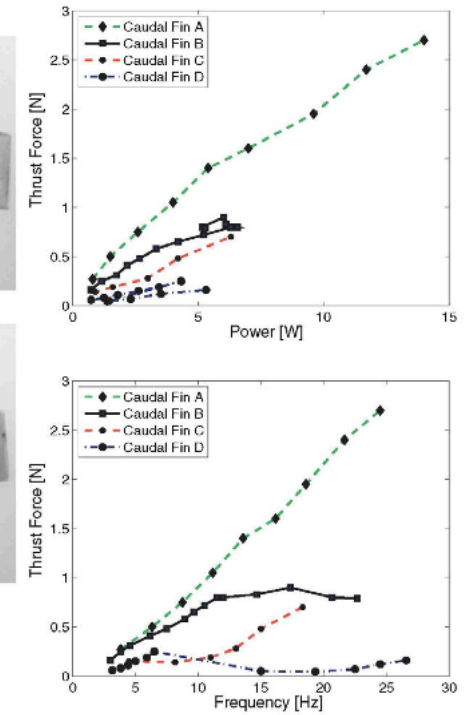 3
2.5
2
1.5
1
0.5
0
Thrust Force [N]
Caudal Fin A
Caudal Fin B
Caudal Fin C
Caudal Fin D
0 5 10 15
Power [W]
3
2.5
2
1.5
1
0.5
0
Thrust Force [N]
Caudal Fin A
Caudal Fin B
Caudal Fin C
Caudal Fin D
0 5 10 15 20 25 30
Frequency [Hz]